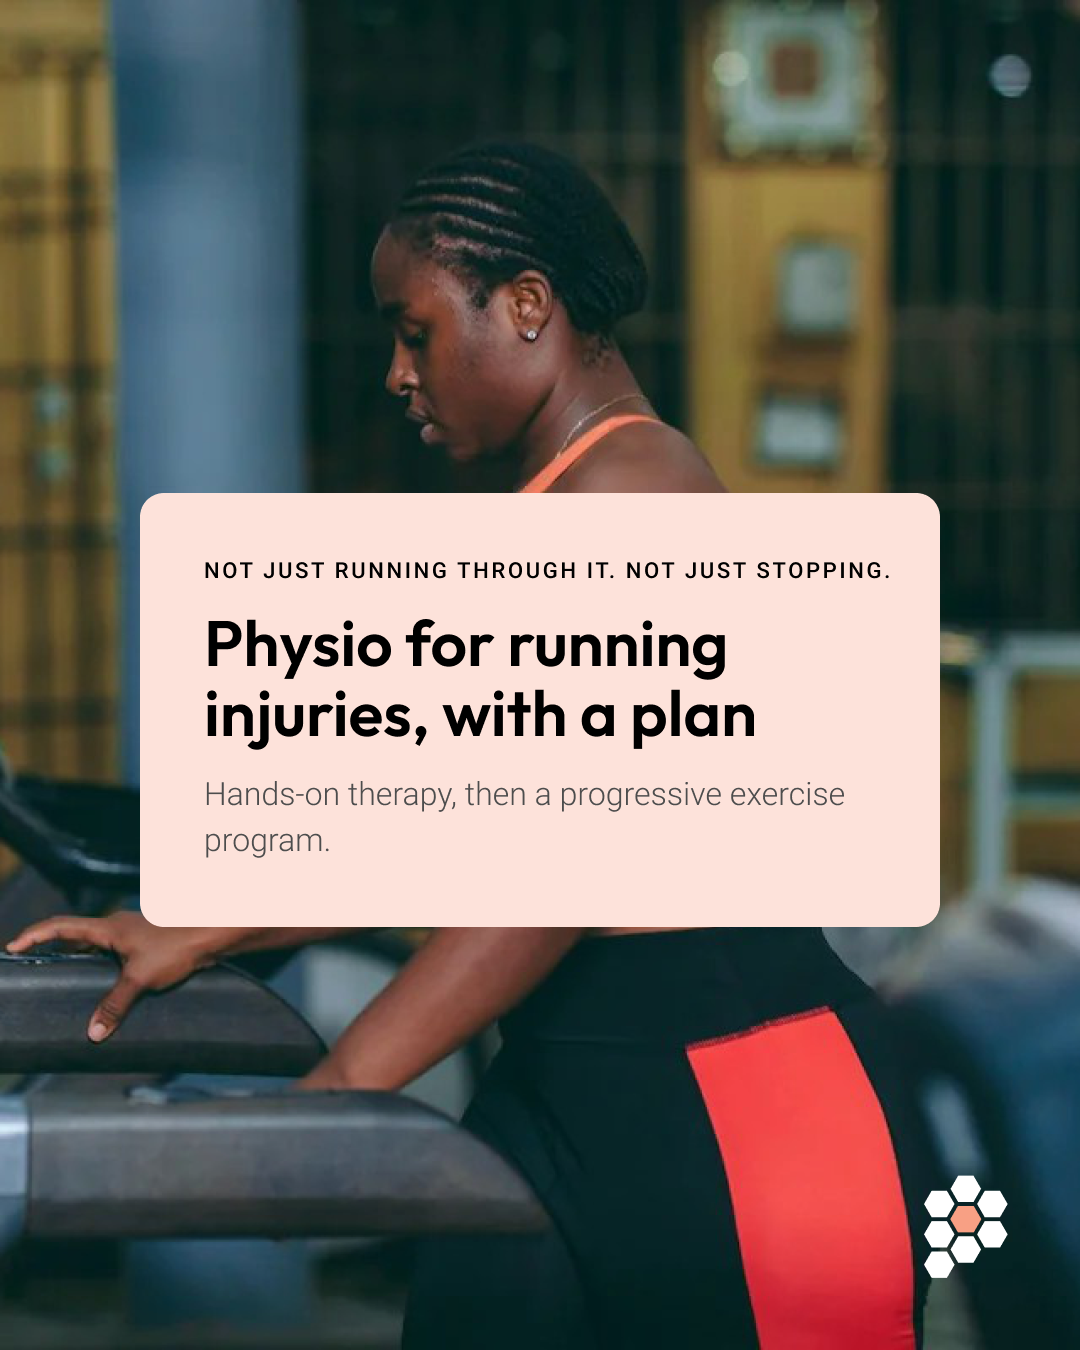 NOT JUST RUNNING THROUGH IT. NOT JUST STOPPING.
Physio for running
injuries, with a plan
Hands-on therapy, then a progressive exercise
program.